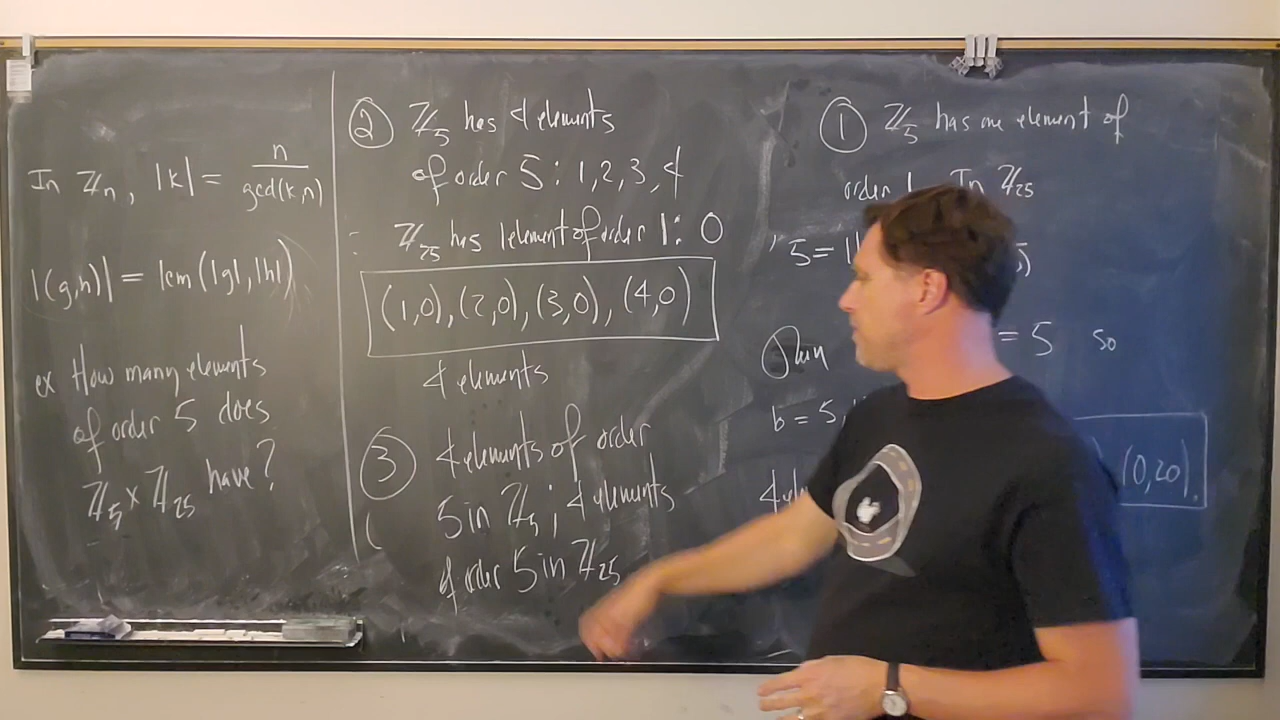 In ℤn, |k| = n / gcd(k,n)
|(g,h)| = lcm(|g|,|h|)
ex How many elements
of order 5 does
ℤ5 × ℤ25 have?
② ℤ5 has 4 elements
of order 5: 1,2,3,4
ℤ25 has 1 element of order 1: 0
(1,0), (2,0), (3,0), (4,0)
4 elements
③ 4 elements of order
5 in ℤ5; 4 elements
of order 5 in ℤ25
① ℤ5 has one element of
order 1. In ℤ25
5 =
= 5 so
b = 5,
(0,20).